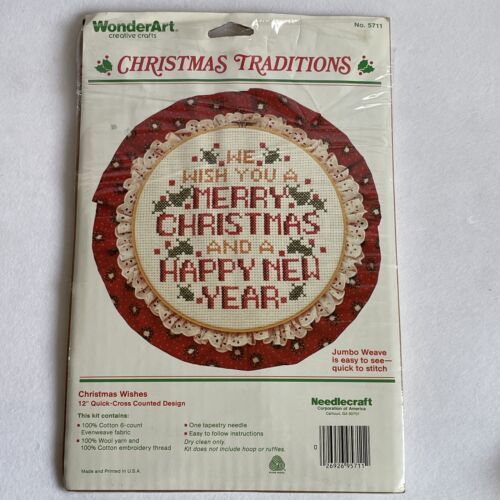 WonderArt®
creative crafts
No. 5711
CHRISTMAS TRADITIONS
WE
WISH YOU A
MERRY
CHRISTMAS
AND A
HAPPY NEW
YEAR
Jumbo Weave
is easy to see—
quick to stitch
Christmas Wishes
12" Quick-Cross Counted Design
This kit contains:
• 100% Cotton 6-count
Evenweave fabric
• 100% Wool yarn and
100% Cotton embroidery thread
• One tapestry needle
• Easy to follow instructions
Dry clean only.
Kit does not include hoop or ruffles.
Made and Printed in U.S.A.
Needlecraft
Corporation of America
Calhoun, GA 30701
0
26926 95711